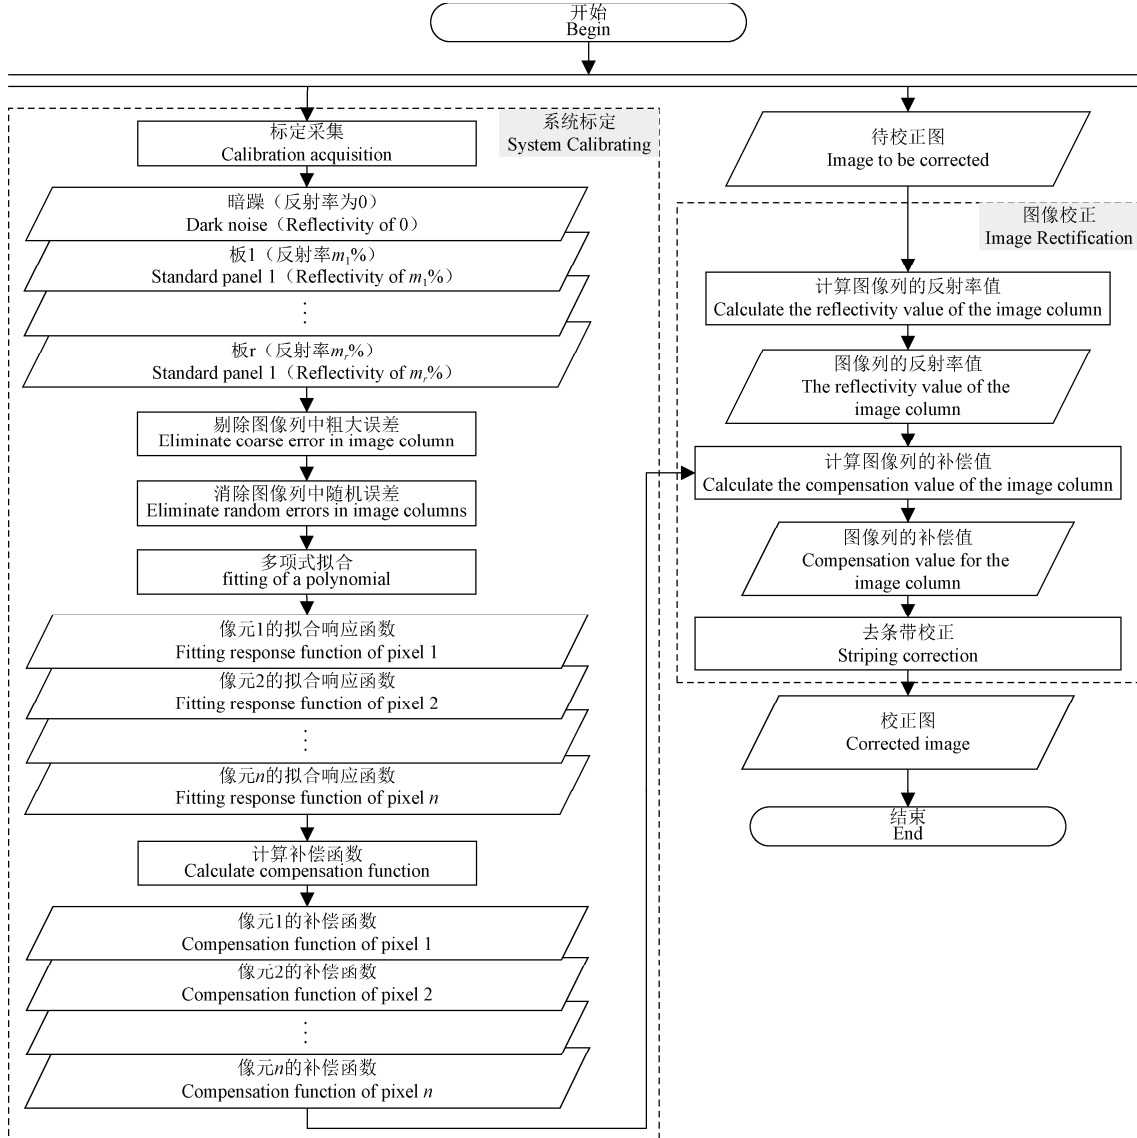 开始
Begin
系统标定
System Calibrating
标定采集
Calibration acquisition
暗躁（反射率为0）
Dark noise（Reflectivity of 0）
板1（反射率m₁%）
Standard panel 1（Reflectivity of m₁%）
⋮
板r（反射率mᵣ%）
Standard panel 1（Reflectivity of mᵣ%）
剔除图像列中粗大误差
Eliminate coarse error in image column
消除图像列中随机误差
Eliminate random errors in image columns
多项式拟合
fitting of a polynomial
像元1的拟合响应函数
Fitting response function of pixel 1
像元2的拟合响应函数
Fitting response function of pixel 2
⋮
像元n的拟合响应函数
Fitting response function of pixel n
计算补偿函数
Calculate compensation function
像元1的补偿函数
Compensation function of pixel 1
像元2的补偿函数
Compensation function of pixel 2
⋮
像元n的补偿函数
Compensation function of pixel n
待校正图
Image to be corrected
图像校正
Image Rectification
计算图像列的反射率值
Calculate the reflectivity value of the image column
图像列的反射率值
The reflectivity value of the
image column
计算图像列的补偿值
Calculate the compensation value of the image column
图像列的补偿值
Compensation value for the
image column
去条带校正
Striping correction
校正图
Corrected image
结束
End